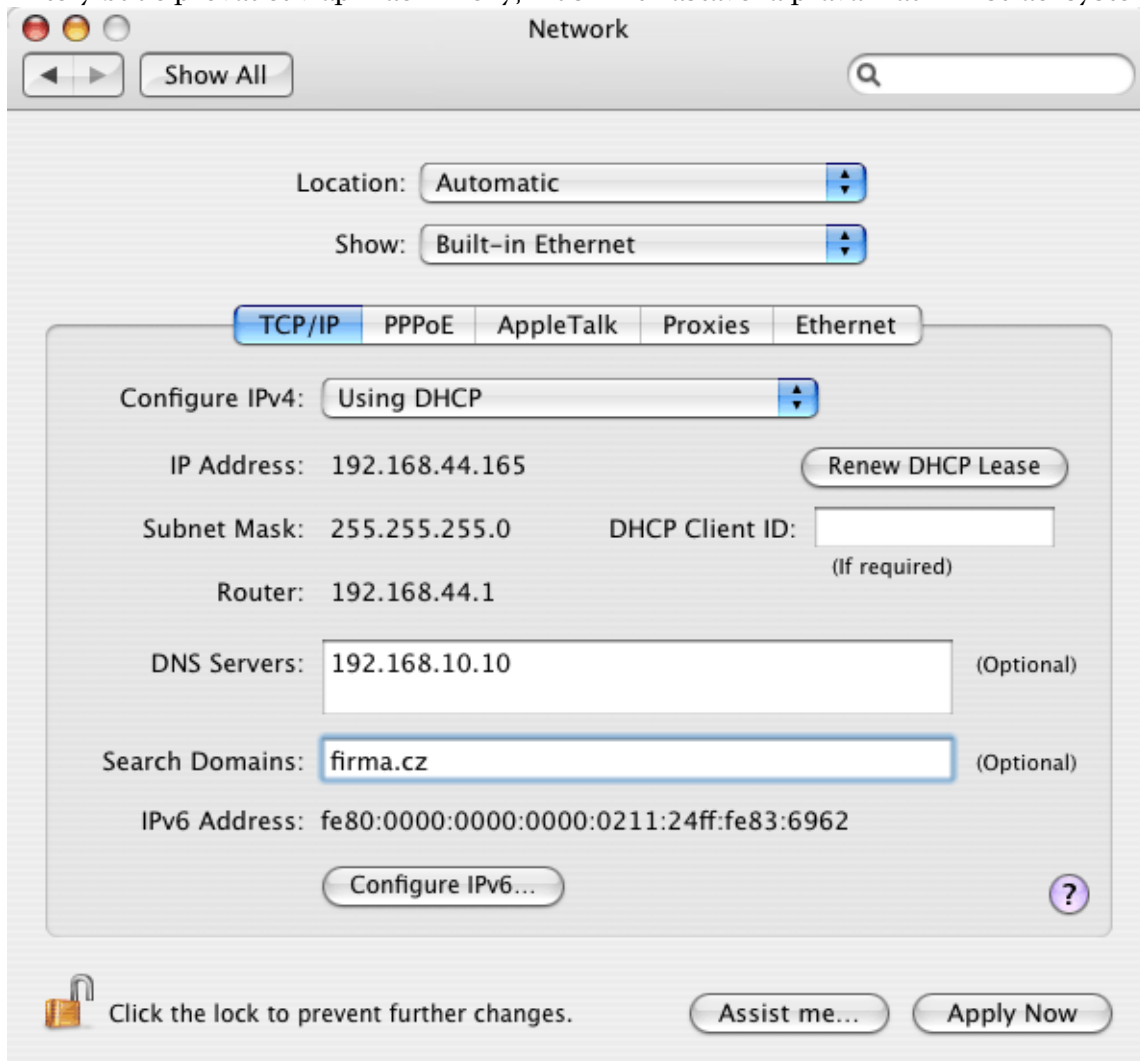 Network
Show All
Location: Automatic
Show: Built-in Ethernet
TCP/IP PPPoE AppleTalk Proxies Ethernet
Configure IPv4: Using DHCP
IP Address: 192.168.44.165 Renew DHCP Lease
Subnet Mask: 255.255.255.0 DHCP Client ID:
(If required)
Router: 192.168.44.1
DNS Servers: 192.168.10.10 (Optional)
Search Domains: firma.cz (Optional)
IPv6 Address: fe80:0000:0000:0000:0211:24ff:fe83:6962
Configure IPv6...
?
Click the lock to prevent further changes. Assist me... Apply Now